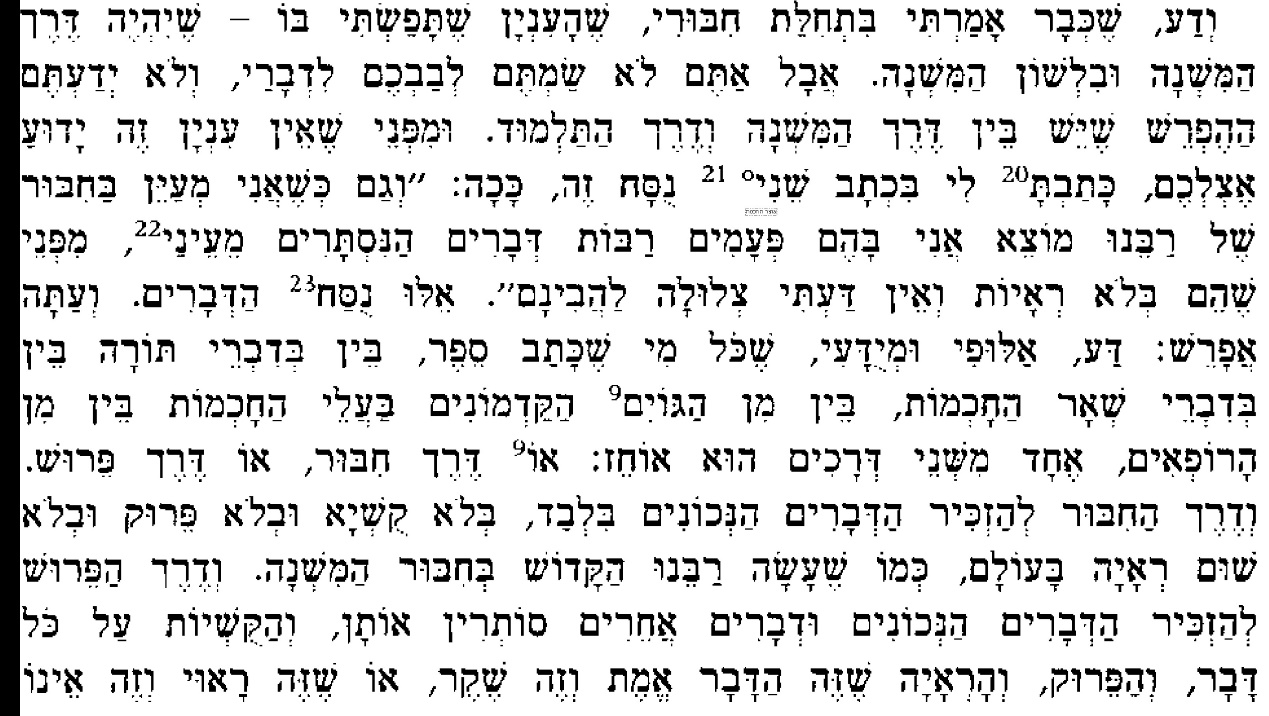 וְדַע, שֶׁכְּבָר אָמַרְתִּי בִּתְחִלַּת חִבּוּרִי, שֶׁהָעִנְיָן שֶׁתָּפַשְׂתִּי בּוֹ – שֶׁיִּהְיֶה דֶּרֶךְ
הַמִּשְׁנָה וּבִלְשׁוֹן הַמִּשְׁנָה. אֲבָל אַתֶּם לֹא שַׂמְתֶּם לְבַבְכֶם לִדְבָרַי, וְלֹא יְדַעְתֶּם
הַהֶפְרֵשׁ שֶׁיֵּשׁ בֵּין דֶּרֶךְ הַמִּשְׁנָה וְדֶרֶךְ הַתַּלְמוּד. וּמִפְּנֵי שֶׁאֵין עִנְיָן זֶה יָדוּעַ
אֶצְלְכֶם, כָּתַבְתָּ20 לִי בִּכְתָב שֵׁנִי° 21 נֻסָּח זֶה, כָּכָה: "וְגַם כְּשֶׁאֲנִי מְעַיֵּן בַּחִבּוּר
שֶׁל רַבֵּנוּ מוֹצֵא אֲנִי בָּהֶם פְּעָמִים רַבּוֹת דְּבָרִים הַנִּסְתָּרִים מֵעֵינַי22, מִפְּנֵי
שֶׁהֵם בְּלֹא רְאָיוֹת וְאֵין דַּעְתִּי צְלוּלָה לַהֲבִינָם". אֵלּוּ נֻסַּח23 הַדְּבָרִים. וְעַתָּה
אֲפָרֵשׁ: דַּע, אַלּוּפִי וּמְיֻדָּעִי, שֶׁכֹּל מִי שֶׁכָּתַב סֵפֶר, בֵּין בְּדִבְרֵי תּוֹרָה בֵּין
בְּדִבְרֵי שְׁאָר הַחָכְמוֹת, בֵּין מִן הַגּוֹיִם9 הַקַּדְמוֹנִים בַּעֲלֵי הַחָכְמוֹת בֵּין מִן
הָרוֹפְאִים, אֶחָד מִשְּׁנֵי דְּרָכִים הוּא אוֹחֵז: אוֹ9 דֶּרֶךְ חִבּוּר, אוֹ דֶּרֶךְ פֵּרוּשׁ.
וְדֶרֶךְ הַחִבּוּר לְהַזְכִּיר הַדְּבָרִים הַנְּכוֹנִים בִּלְבַד, בְּלֹא קֻשְׁיָא וּבְלֹא פֵּרוּק וּבְלֹא
שׁוּם רְאָיָה בָּעוֹלָם, כְּמוֹ שֶׁעָשָׂה רַבֵּנוּ הַקָּדוֹשׁ בְּחִבּוּר הַמִּשְׁנָה. וְדֶרֶךְ הַפֵּרוּשׁ
לְהַזְכִּיר הַדְּבָרִים הַנְּכוֹנִים וּדְבָרִים אֲחֵרִים סוֹתְרִין אוֹתָן, וְהַקֻּשְׁיוֹת עַל כֹּל
דָּבָר, וְהַפֵּרוּק, וְהָרְאָיָה שֶׁזֶּה הַדָּבָר אֱמֶת וְזֶה שֶׁקֶר, אוֹ שֶׁזֶּה רָאוּי וְזֶה אֵינוֹ